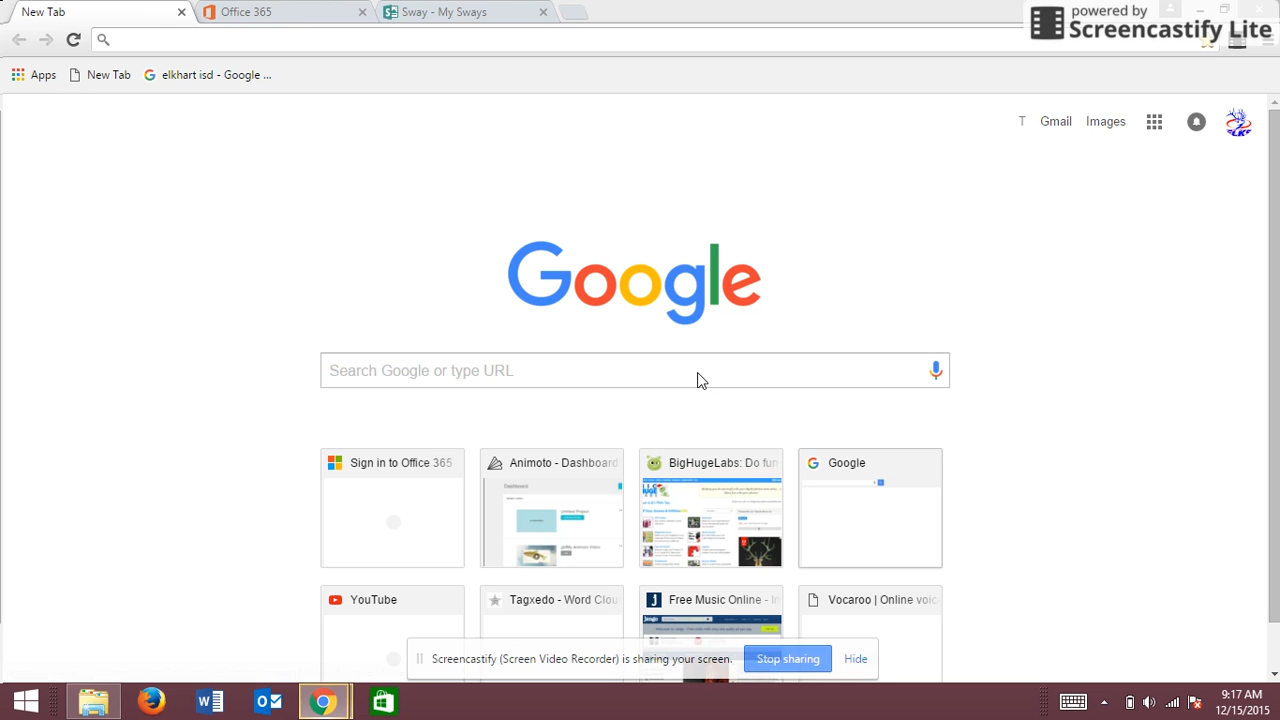 New Tab
Office 365
Sway - My Sways
powered by
Screencastify Lite
Apps
New Tab
elkhart isd - Google ...
T
Gmail
Images
Google
Search Google or type URL
Sign in to Office 365
Animoto - Dashboard
BigHugeLabs: Do fun
Google
YouTube
Tagxedo - Word Clou
Free Music Online - In
Vocaroo | Online voic
Screencastify (Screen Video Recorder) is sharing your screen.
Stop sharing
Hide
9:17 AM
12/15/2015